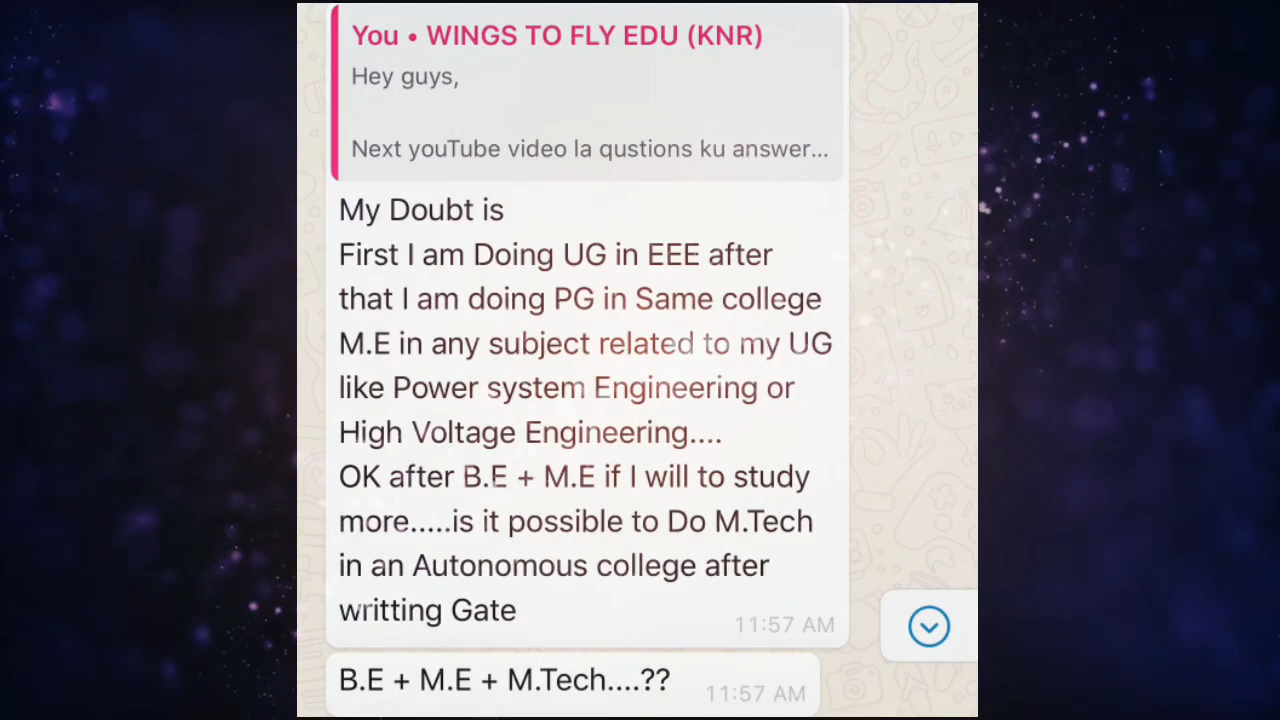 You • WINGS TO FLY EDU (KNR)
Hey guys,
Next youTube video la qustions ku answer...
My Doubt is
First I am Doing UG in EEE after
that I am doing PG in Same college
M.E in any subject related to my UG
like Power system Engineering or
High Voltage Engineering....
OK after B.E + M.E if I will to study
more.....is it possible to Do M.Tech
in an Autonomous college after
writting Gate
11:57 AM
B.E + M.E + M.Tech....??
11:57 AM